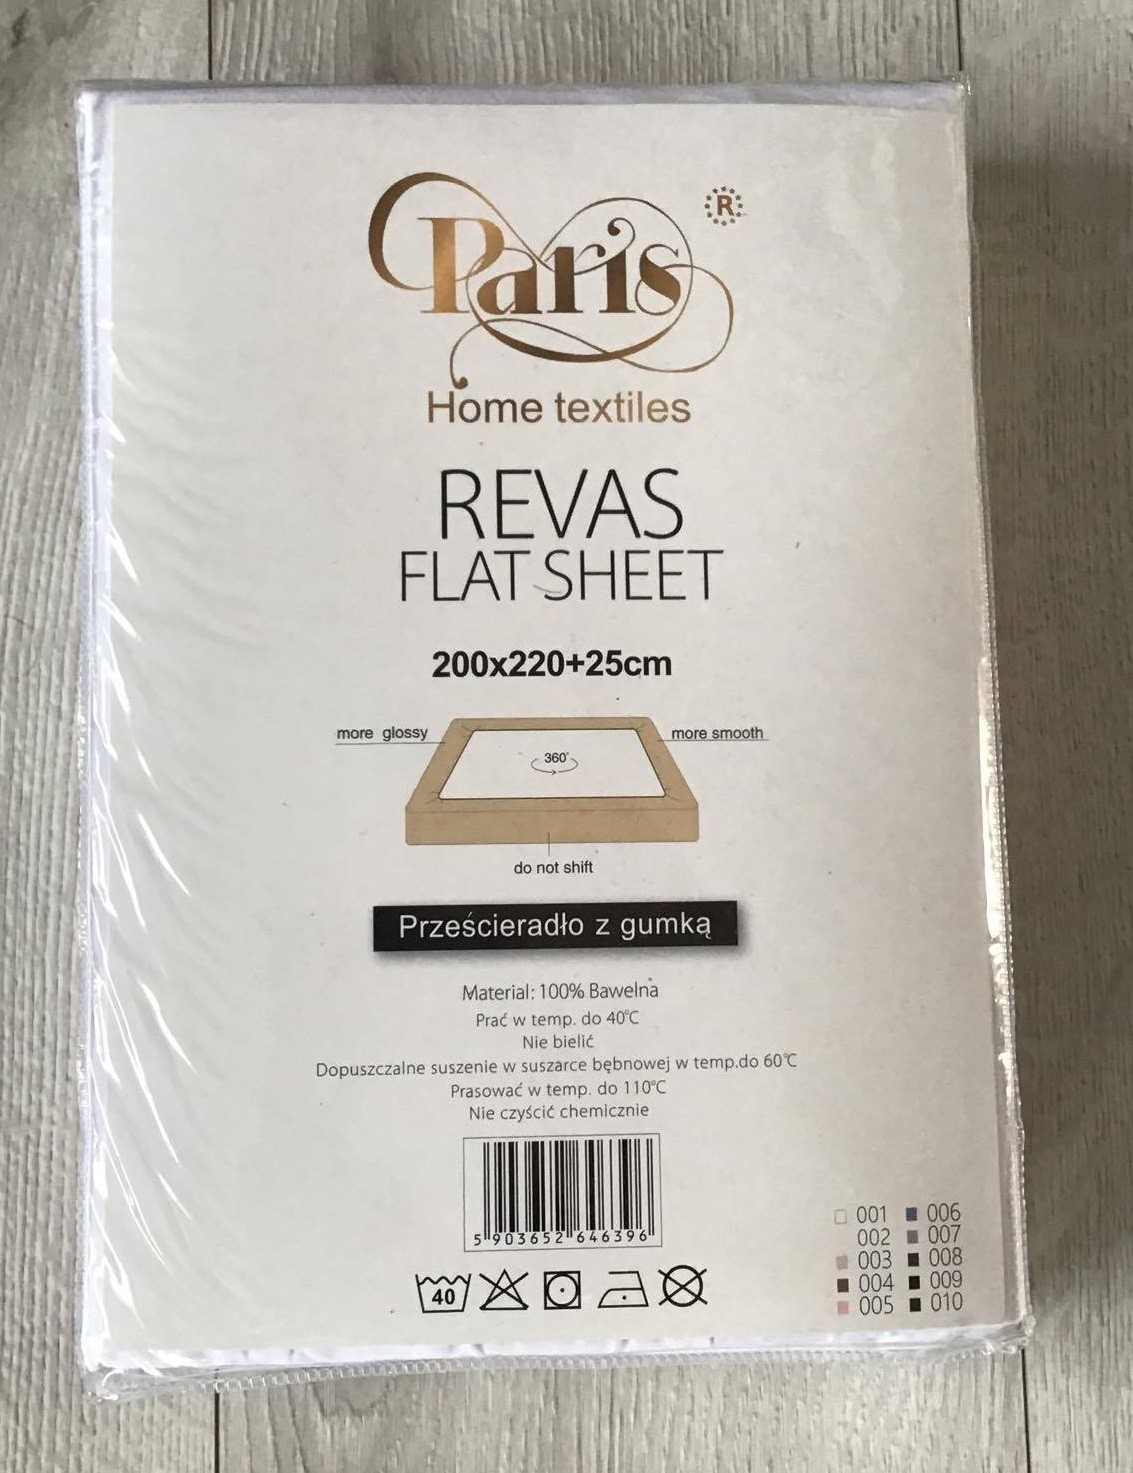 Paris
R
Home textiles
REVAS
FLAT SHEET
200x220+25cm
more glossy
more smooth
360°
do not shift
Prześcieradło z gumką
Material: 100% Bawelna
Prać w temp. do 40°C
Nie bielić
Dopuszczalne suszenie w suszarce bębnowej w temp.do 60°C
Prasować w temp. do 110°C
Nie czyścić chemicznie
5 903652 646396
40
001 006
002 007
003 008
004 009
005 010